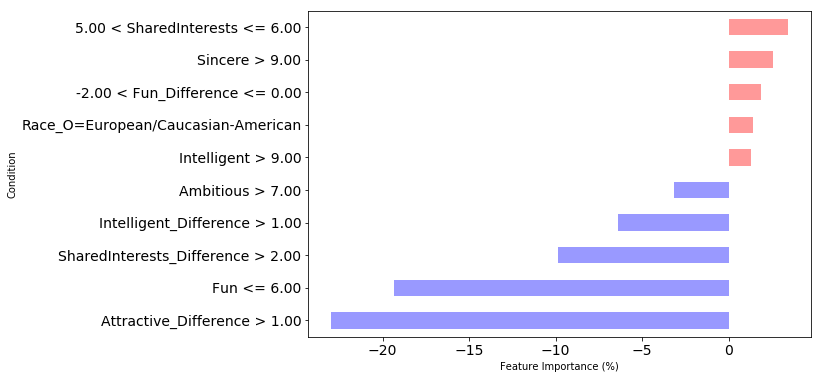 5.00 < SharedInterests <= 6.00
Sincere > 9.00
-2.00 < Fun_Difference <= 0.00
Race_O=European/Caucasian-American
Intelligent > 9.00
Ambitious > 7.00
Intelligent_Difference > 1.00
SharedInterests_Difference > 2.00
Fun <= 6.00
Attractive_Difference > 1.00
Condition
−20 −15 −10 −5 0
Feature Importance (%)